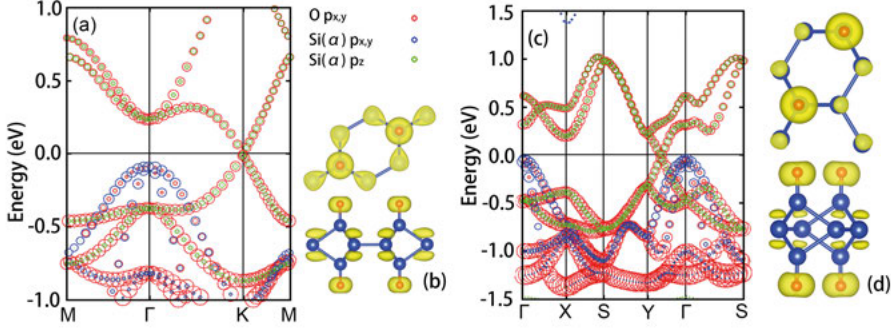 (a)
Energy (eV)
1.0
0.5
0.0
-0.5
-1.0
M Γ K M
O px,y
Si(α) px,y
Si(α) pz
(b)
(c)
Energy (eV)
1.5
1.0
0.5
0.0
-0.5
-1.0
-1.5
Γ X S Y Γ S
(d)